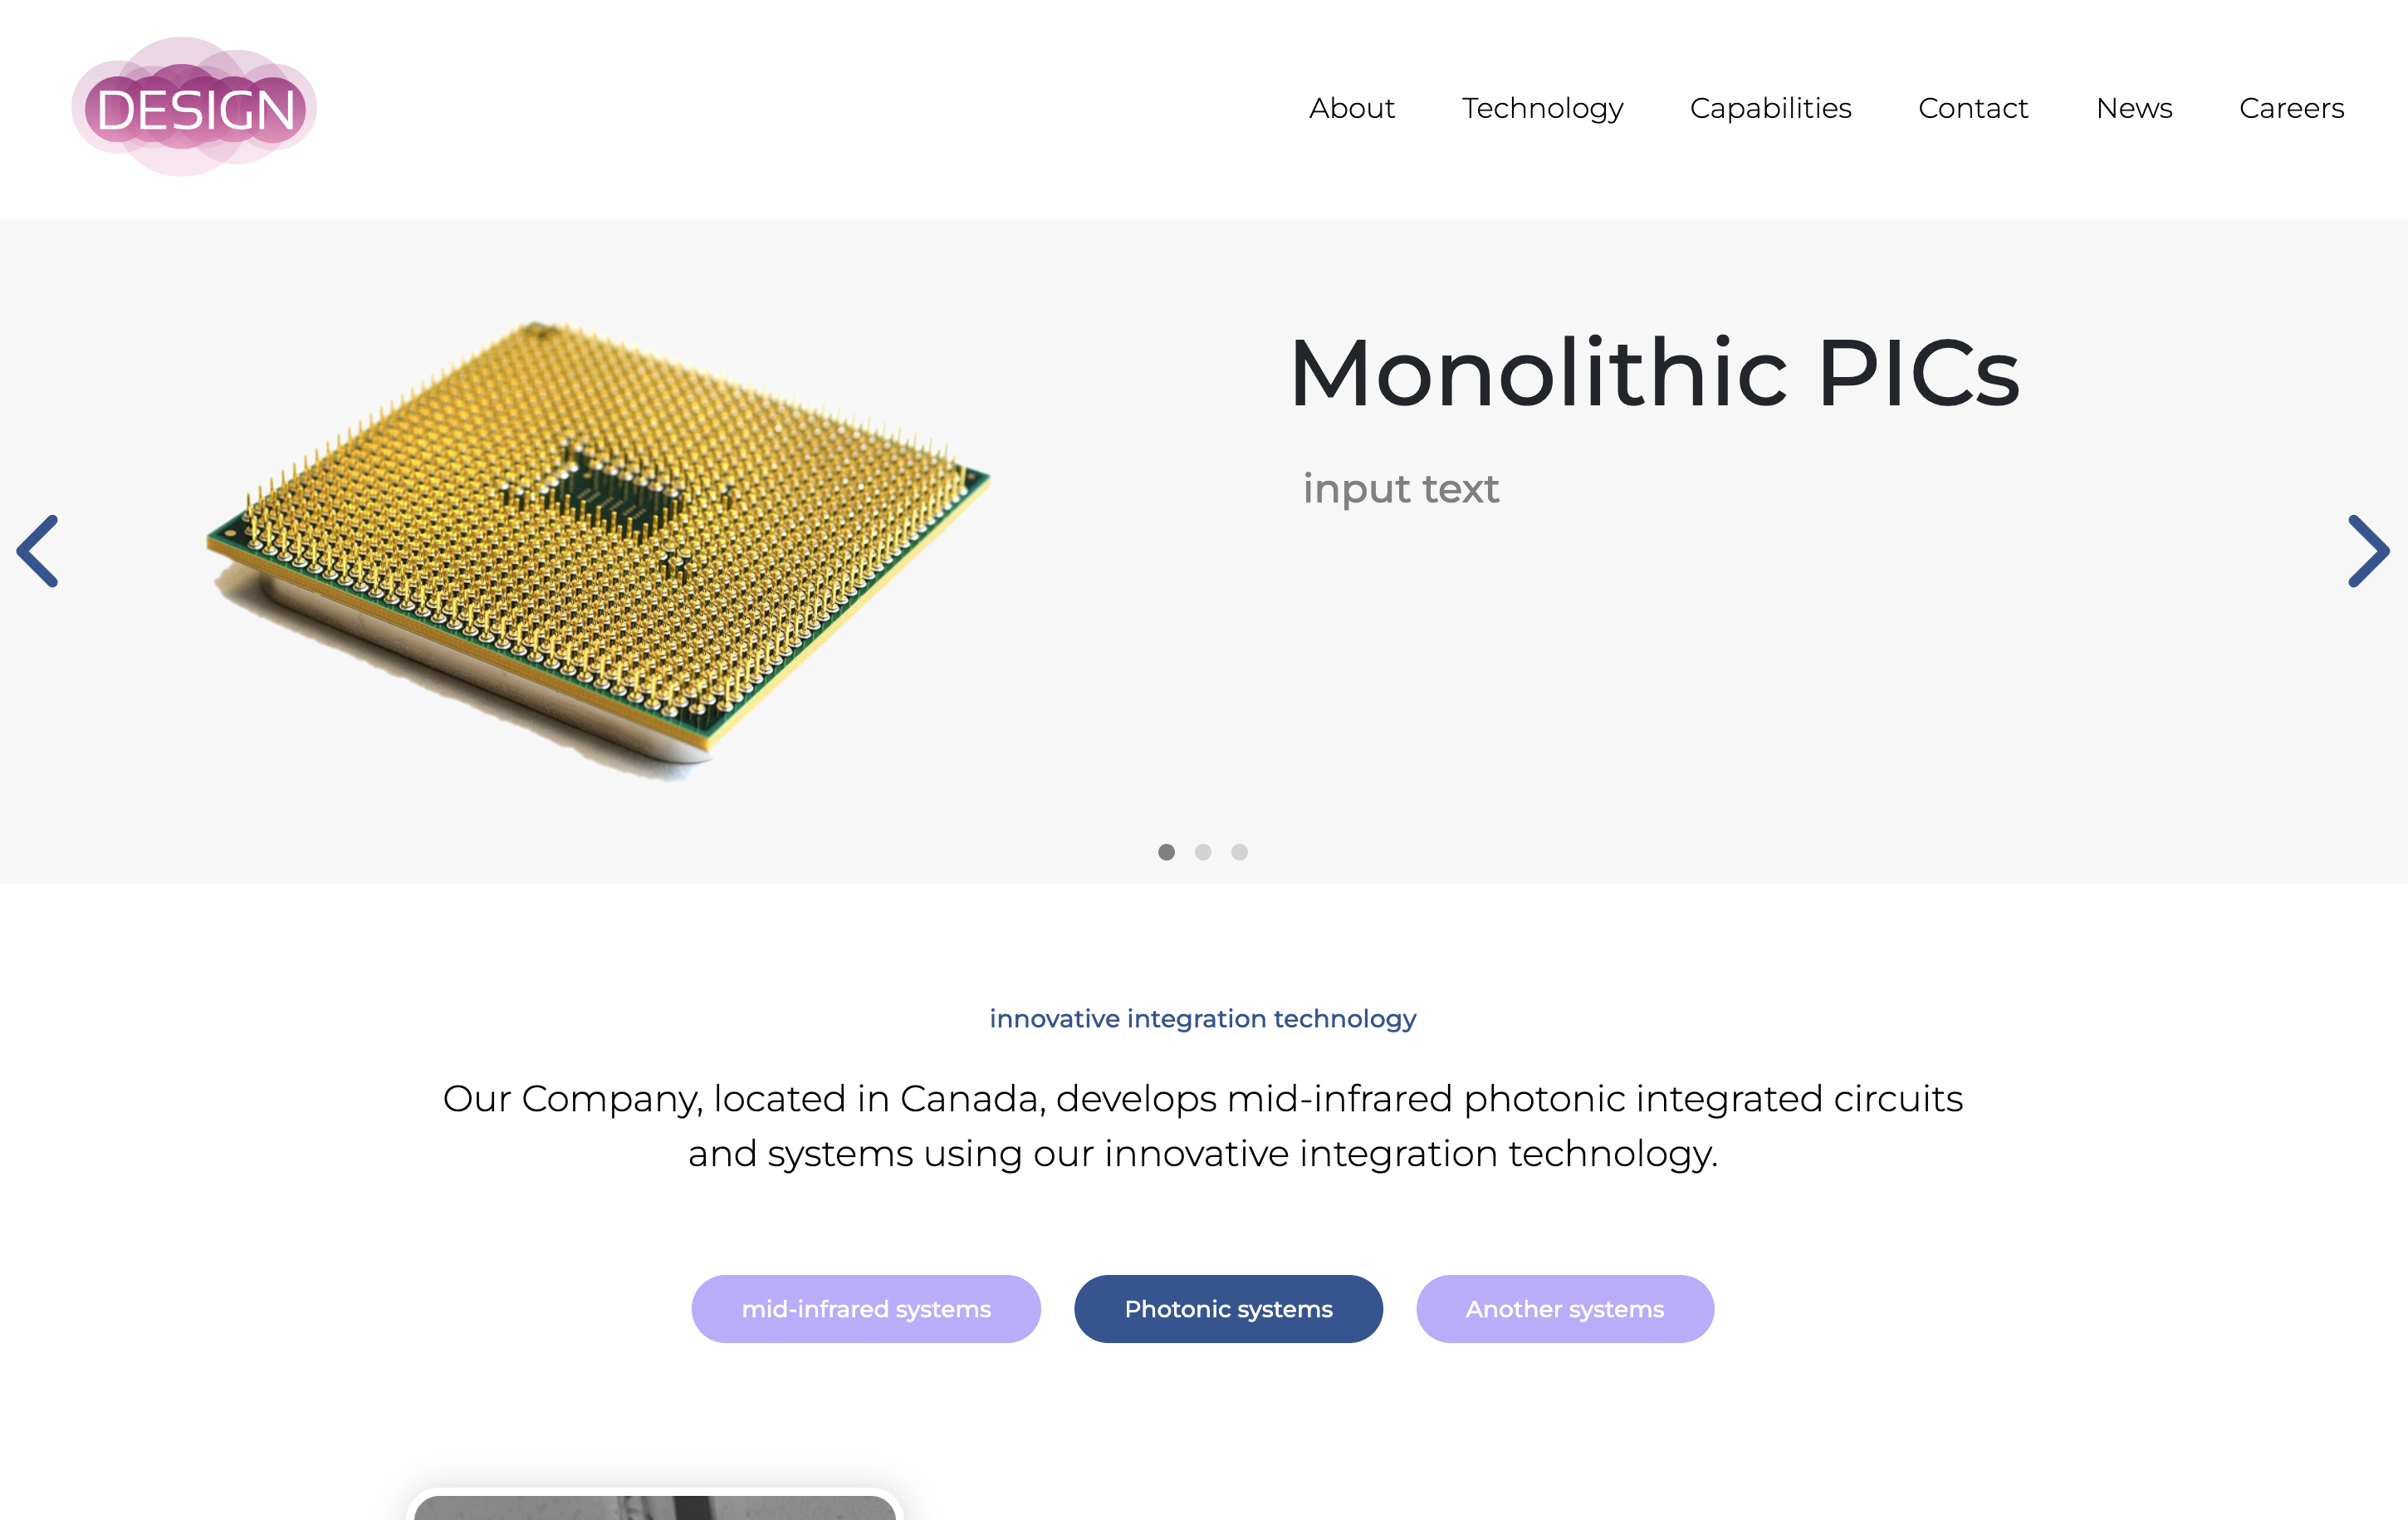 DESIGN
About Technology Capabilities Contact News Careers
Monolithic PICs
input text
innovative integration technology
Our Company, located in Canada, develops mid-infrared photonic integrated circuits
and systems using our innovative integration technology.
mid-infrared systems Photonic systems Another systems